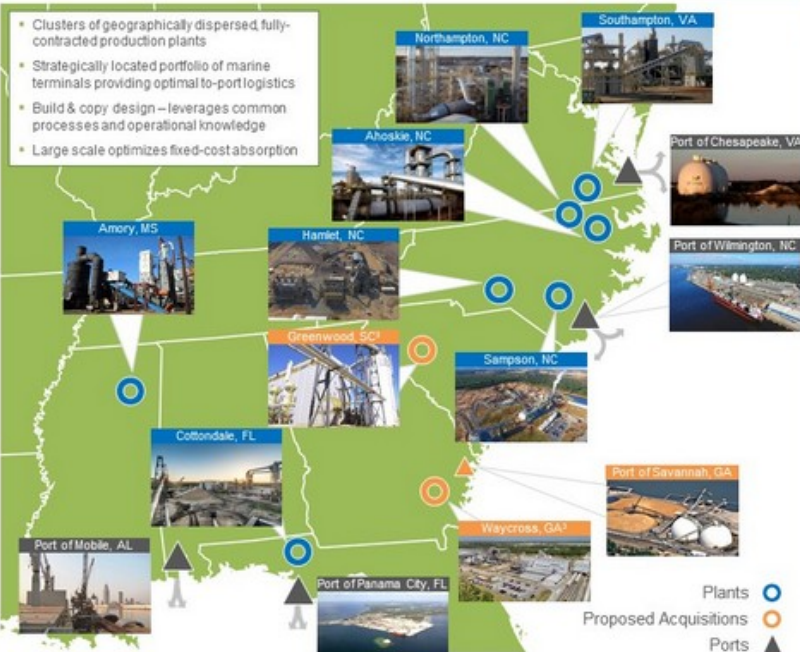 • Clusters of geographically dispersed, fully-
contracted production plants
• Strategically located portfolio of marine
terminals providing optimal to-port logistics
• Build & copy design – leverages common
processes and operational knowledge
• Large scale optimizes fixed-cost absorption
Southampton, VA
Northampton, NC
Ahoskie, NC
Port of Chesapeake, VA
Amory, MS
Hamlet, NC
Port of Wilmington, NC
Greenwood, SC³
Sampson, NC
Cottondale, FL
Port of Savannah, GA
Waycross, GA³
Port of Mobile, AL
Port of Panama City, FL
Plants
Proposed Acquisitions
Ports